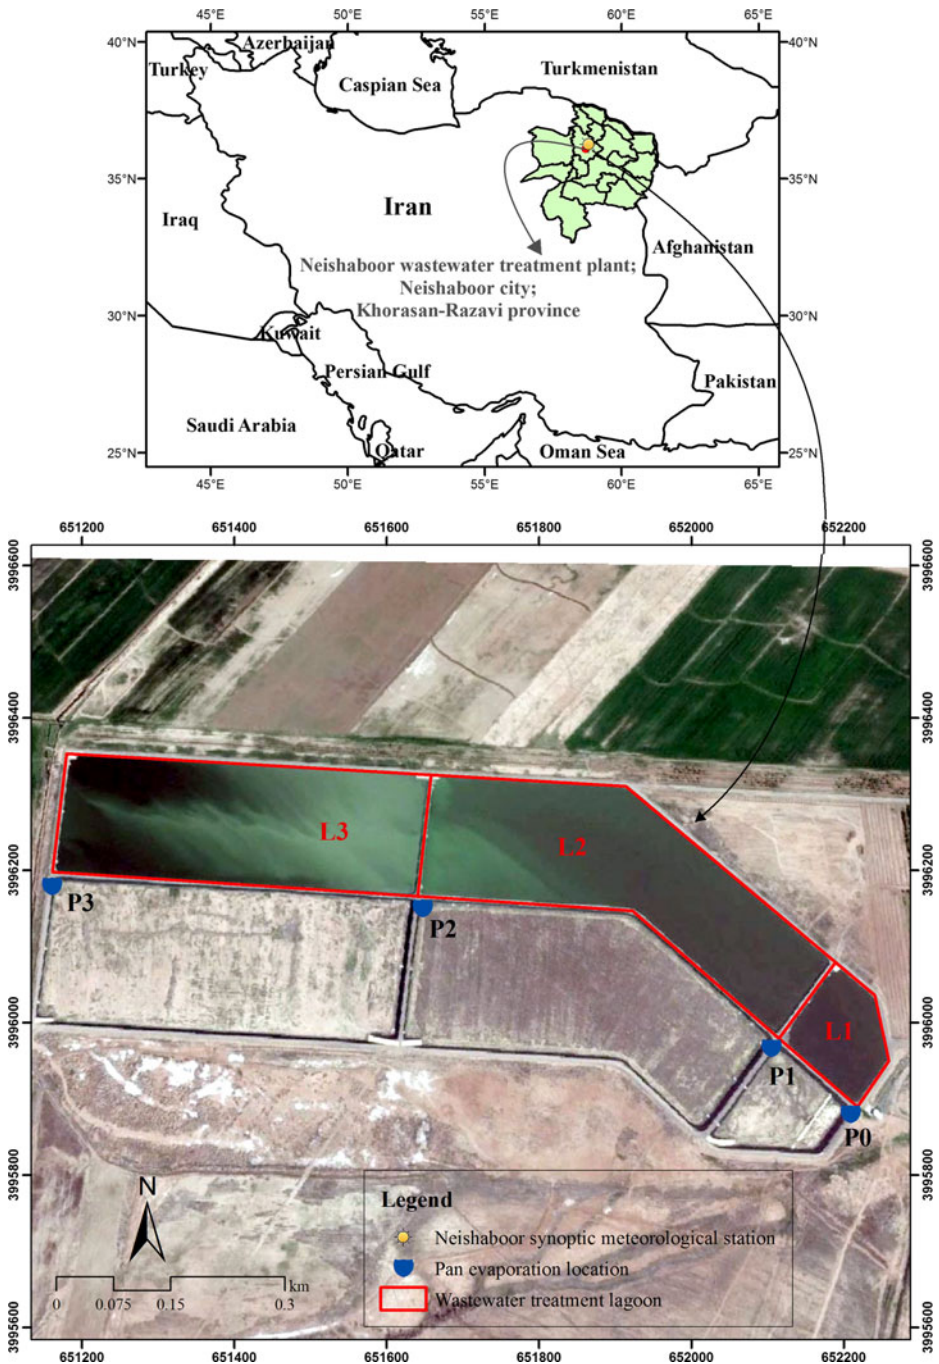 45°E 50°E 55°E 60°E 65°E
40°N 40°N
Azerbaijan
Turkey
Caspian Sea
Turkmenistan
35°N 35°N
Iraq
Iran
Afghanistan
Neishaboor wastewater treatment plant;
Neishaboor city;
Khorasan-Razavi province
30°N 30°N
Kuwait
Persian Gulf
Pakistan
Saudi Arabia
Qatar
Oman Sea
25°N 25°N
45°E 50°E 55°E 60°E 65°E
651200 651400 651600 651800 652000 652200
3996600 3996600
3996400 3996400
L3
L2
3996200 3996200
P3
P2
3996000 3996000
L1
P1
P0
3995800 3995800
N
Legend
Neishaboor synoptic meteorological station
Pan evaporation location
Wastewater treatment lagoon
km
0 0.075 0.15 0.3
3995600 3995600
651200 651400 651600 651800 652000 652200